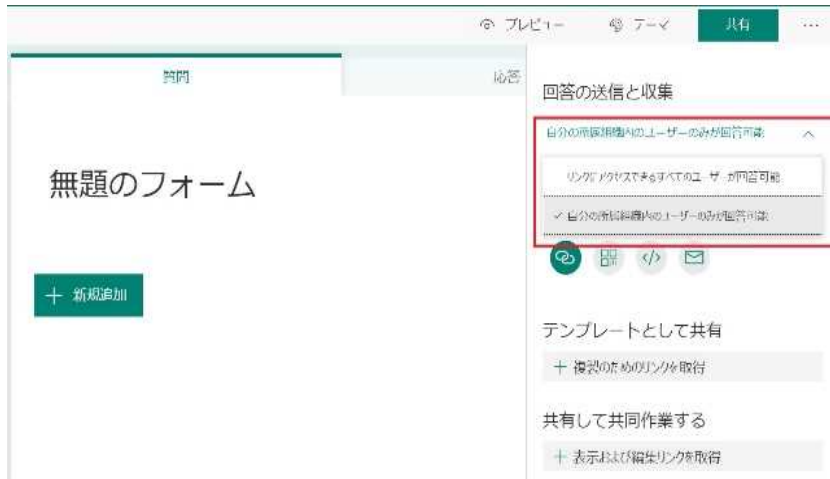 プレビュー
テーマ
共有
質問
応答
回答の送信と収集
自分の所属組織内のユーザーのみが回答可能
リンクにアクセスできるすべてのユーザーが回答可能
自分の所属組織内のユーザーのみが回答可能
無題のフォーム
+ 新規追加
テンプレートとして共有
+ 複製のためのリンクを取得
共有して共同作業する
+ 表示および編集リンクを取得